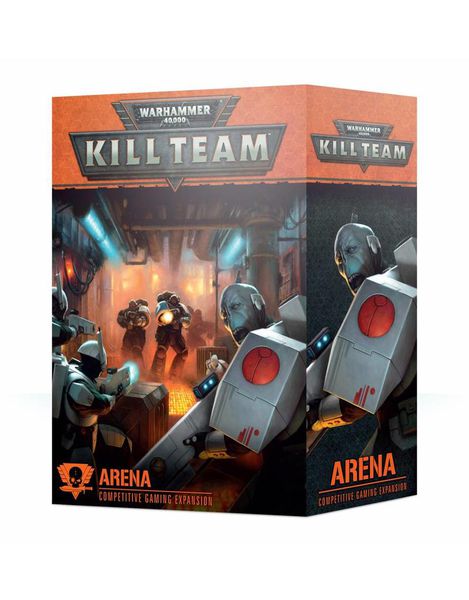 WARHAMMER
40,000
KILL TEAM
ARENA
COMPETITIVE GAMING EXPANSION
WARHAMMER
40,000
KILL TEAM
ARENA
COMPETITIVE GAMING EXPANSION